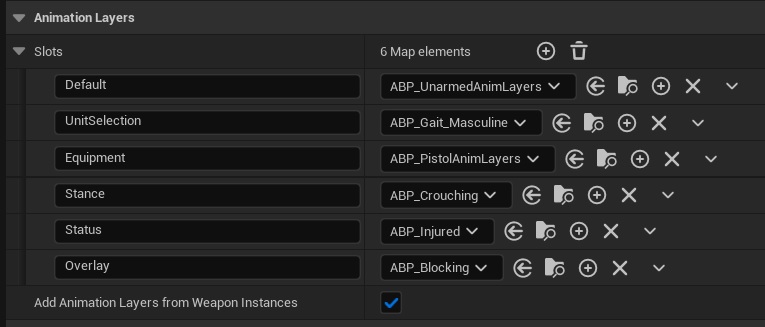 Animation Layers
Slots 6 Map elements
Default ABP_UnarmedAnimLayers
UnitSelection ABP_Gait_Masculine
Equipment ABP_PistolAnimLayers
Stance ABP_Crouching
Status ABP_Injured
Overlay ABP_Blocking
Add Animation Layers from Weapon Instances